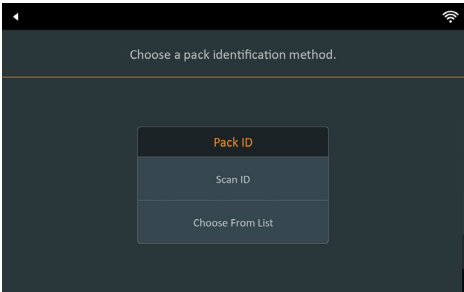 Choose a pack identification method.
Pack ID
Scan ID
Choose From List